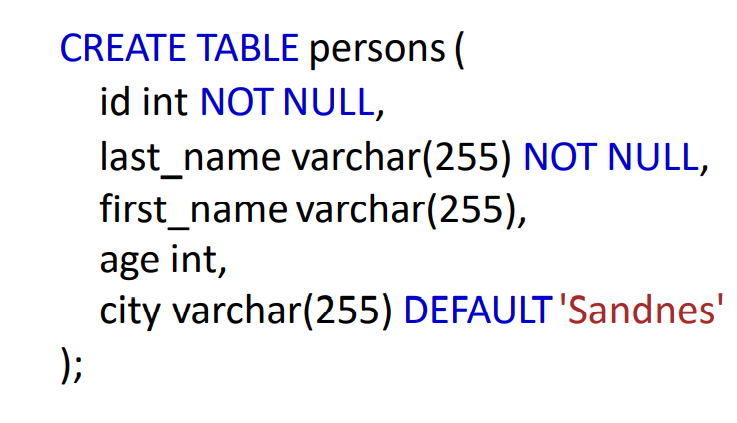 CREATE TABLE persons (
id int NOT NULL,
last_name varchar(255) NOT NULL,
first_name varchar(255),
age int,
city varchar(255) DEFAULT 'Sandnes'
);